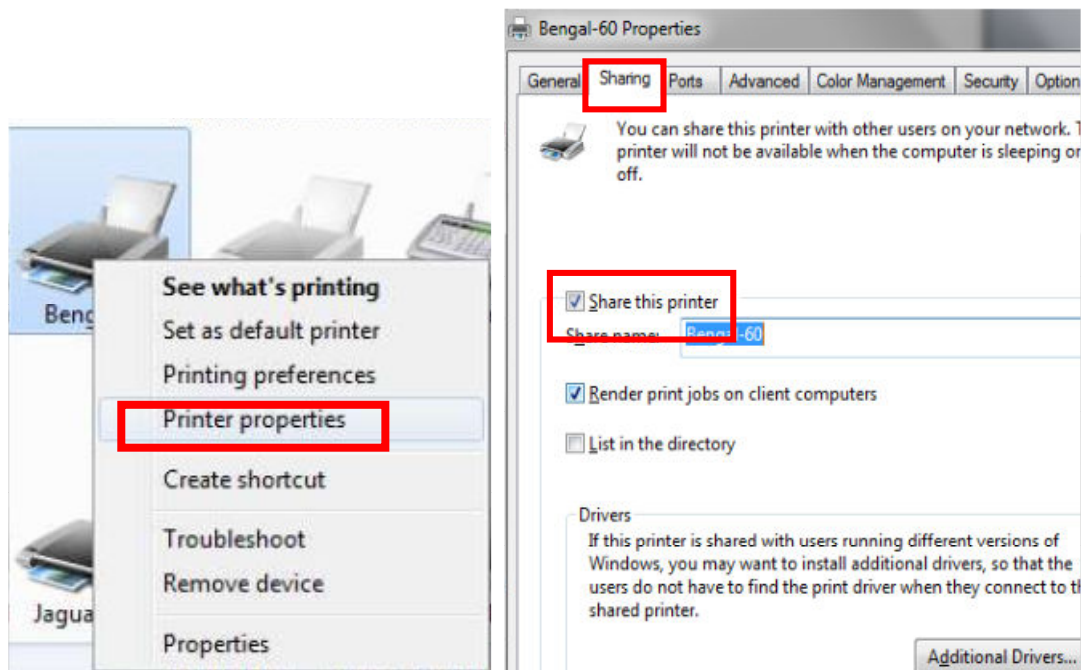 Beng
See what's printing
Set as default printer
Printing preferences
Printer properties
Create shortcut
Troubleshoot
Remove device
Jagua
Properties
Bengal-60 Properties
General Sharing Ports Advanced Color Management Security Option
You can share this printer with other users on your network. T
printer will not be available when the computer is sleeping or
off.
Share this printer
Share name: Bengal-60
Render print jobs on client computers
List in the directory
Drivers
If this printer is shared with users running different versions of
Windows, you may want to install additional drivers, so that the
users do not have to find the print driver when they connect to th
shared printer.
Additional Drivers...